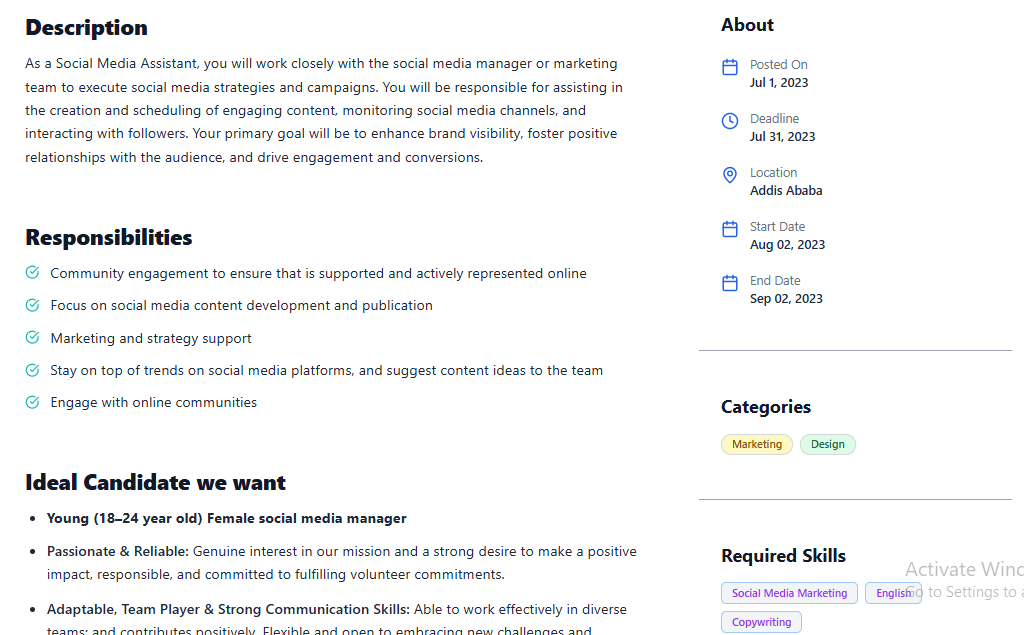 Description
As a Social Media Assistant, you will work closely with the social media manager or marketing
team to execute social media strategies and campaigns. You will be responsible for assisting in
the creation and scheduling of engaging content, monitoring social media channels, and
interacting with followers. Your primary goal will be to enhance brand visibility, foster positive
relationships with the audience, and drive engagement and conversions.
Responsibilities
Community engagement to ensure that is supported and actively represented online
Focus on social media content development and publication
Marketing and strategy support
Stay on top of trends on social media platforms, and suggest content ideas to the team
Engage with online communities
Ideal Candidate we want
Young (18–24 year old) Female social media manager
Passionate & Reliable: Genuine interest in our mission and a strong desire to make a positive
impact, responsible, and committed to fulfilling volunteer commitments.
Adaptable, Team Player & Strong Communication Skills: Able to work effectively in diverse
teams; and contributes positively. Flexible and open to embracing new challenges and
About
Posted On
Jul 1, 2023
Deadline
Jul 31, 2023
Location
Addis Ababa
Start Date
Aug 02, 2023
End Date
Sep 02, 2023
Categories
Marketing Design
Required Skills
Social Media Marketing English
Copywriting
Activate Winc
Go to Settings to a